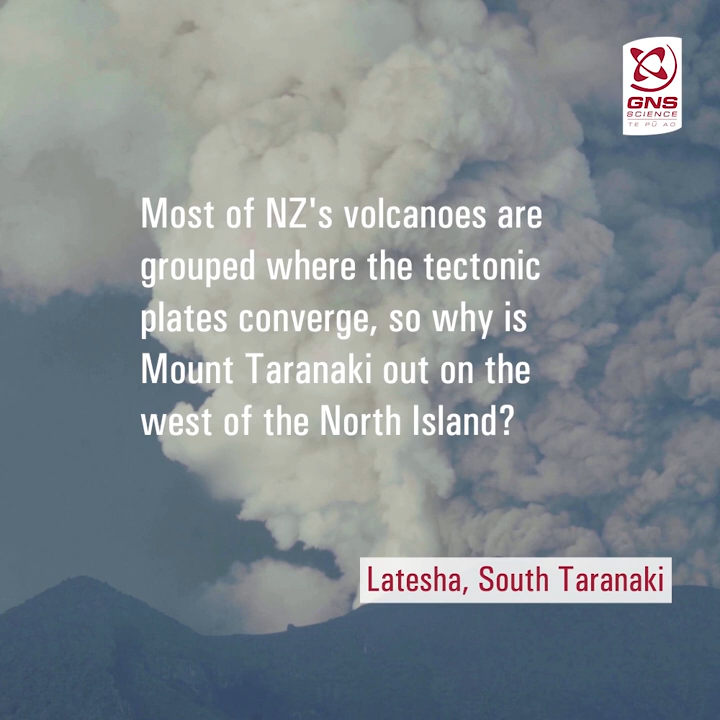 GNS
SCIENCE
TE PŪ AO
Most of NZ's volcanoes are
grouped where the tectonic
plates converge, so why is
Mount Taranaki out on the
west of the North Island?
Latesha, South Taranaki